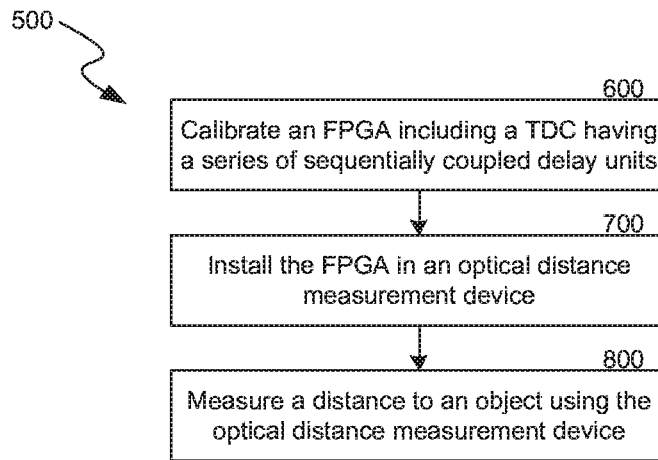 500
600
Calibrate an FPGA including a TDC having
a series of sequentially coupled delay units
700
Install the FPGA in an optical distance
measurement device
800
Measure a distance to an object using the
optical distance measurement device